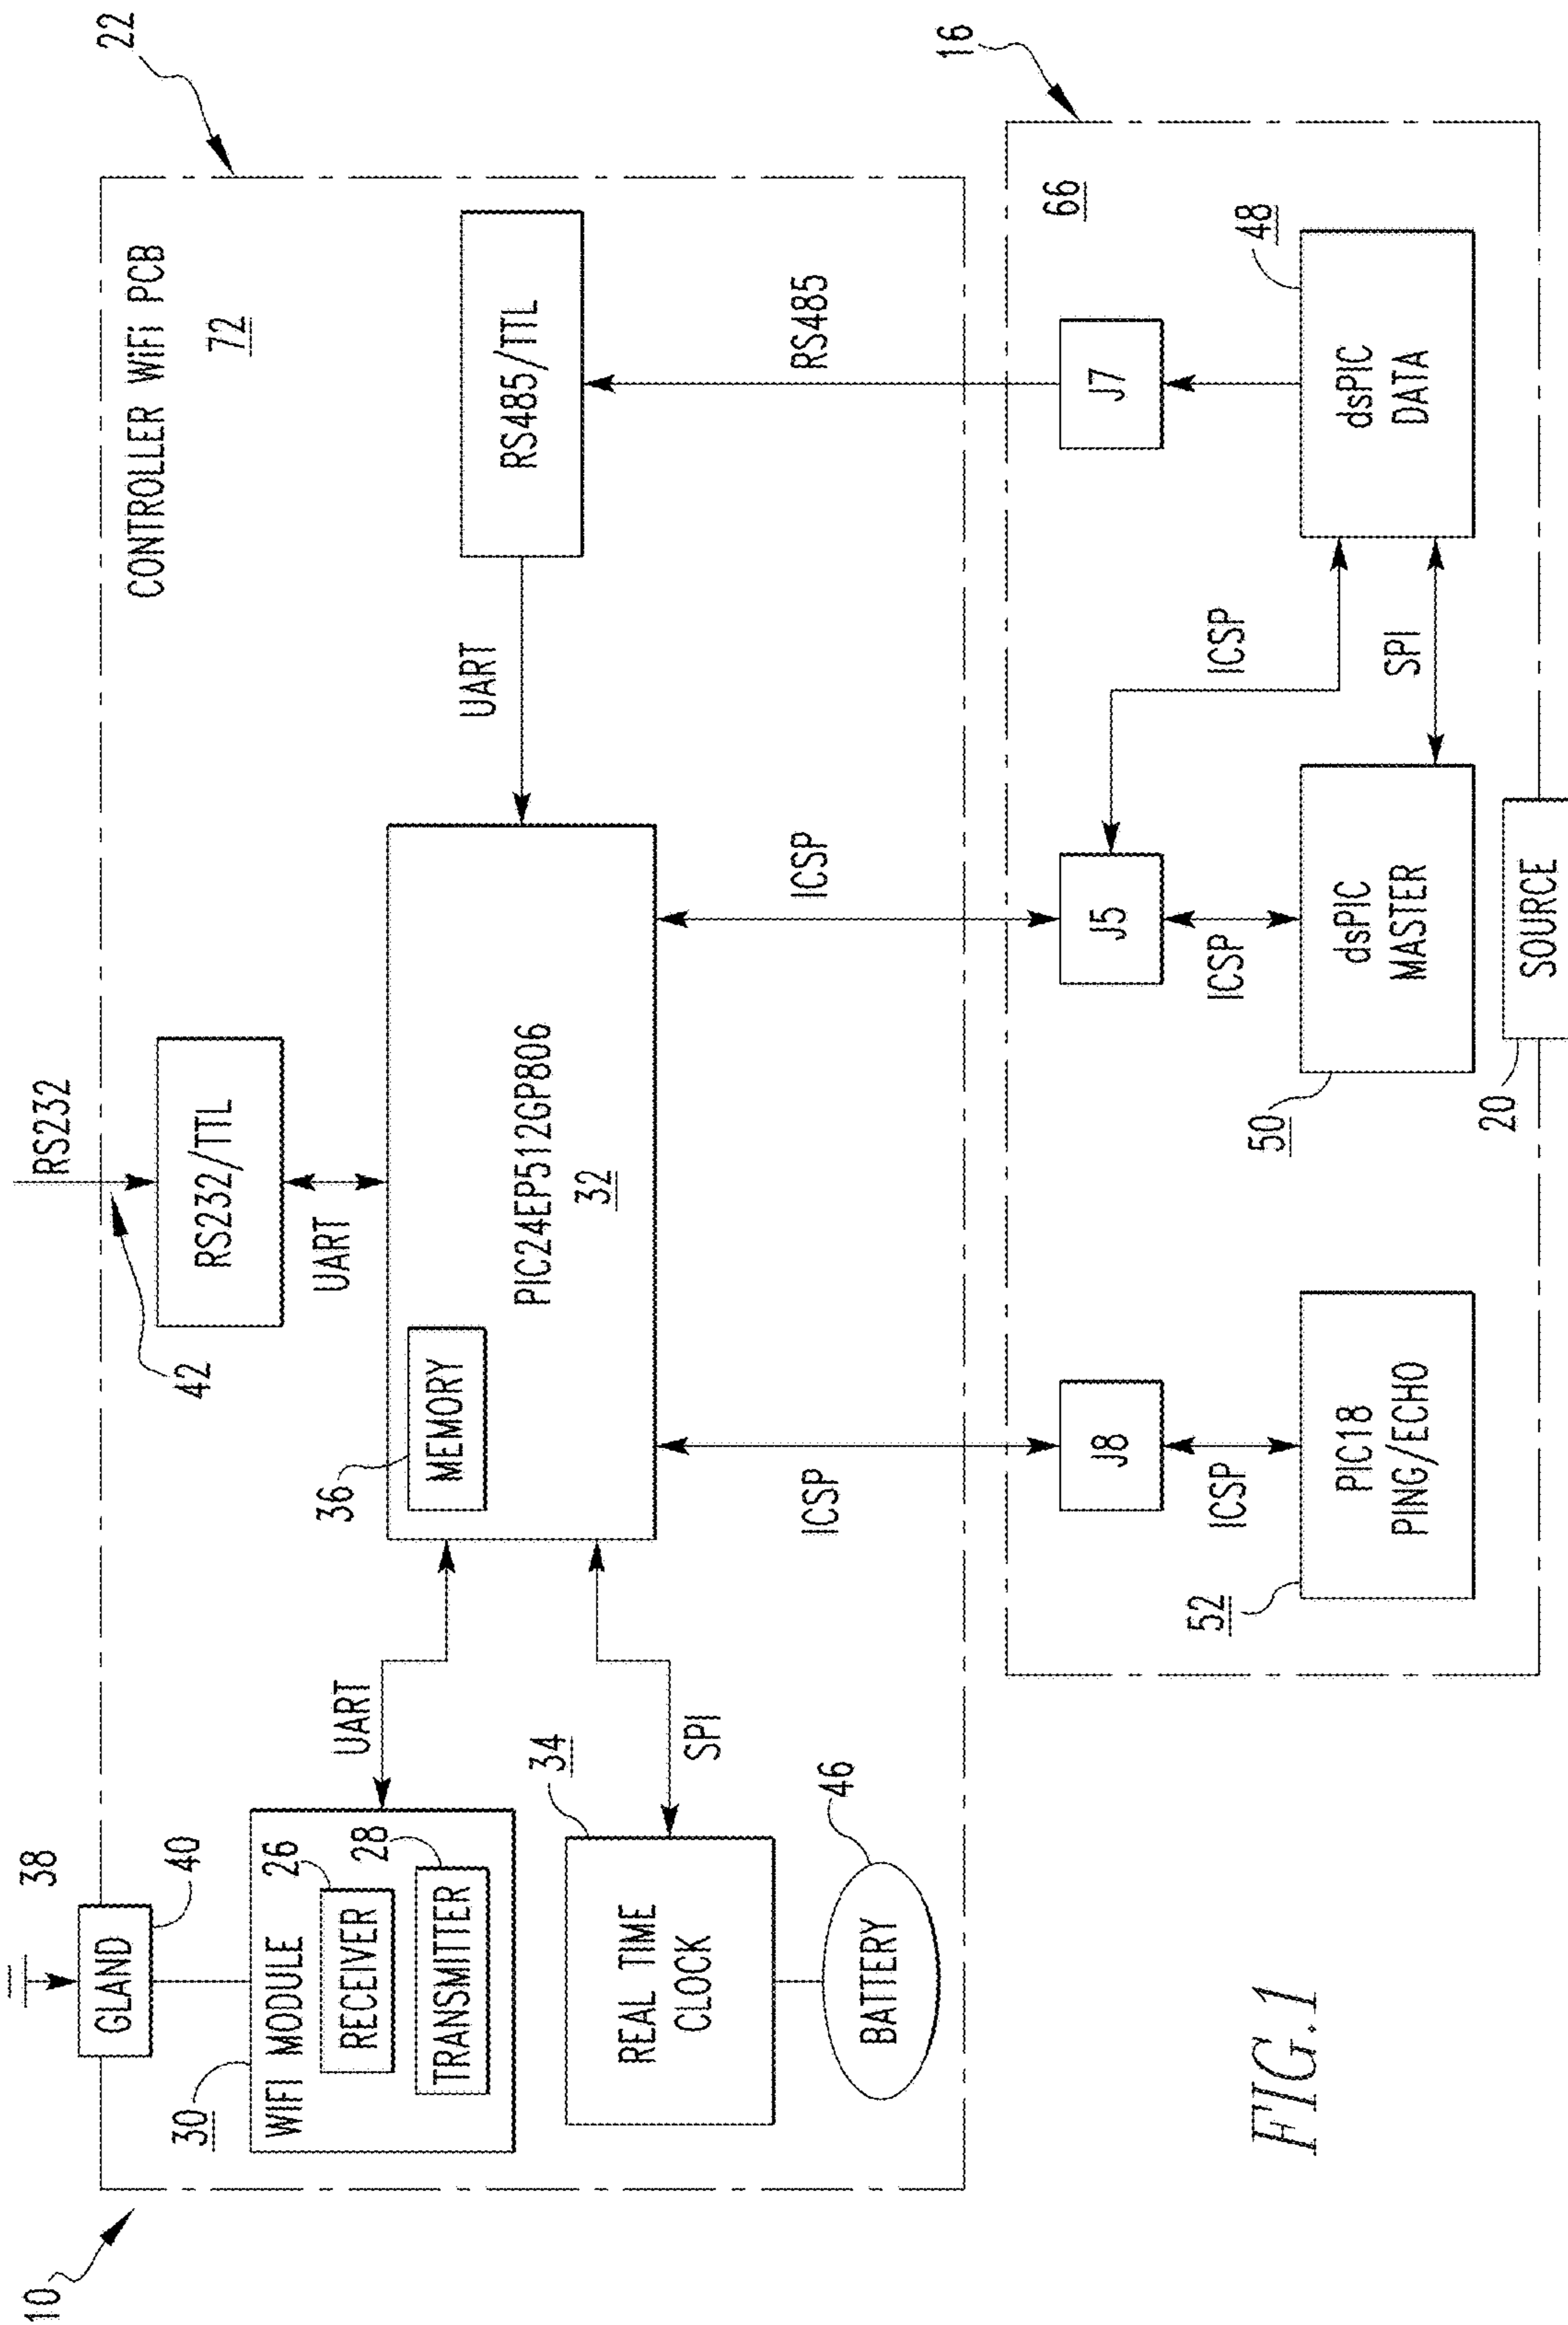 10
38
GLAND
40
RS232
42
22
CONTROLLER WiFi PCB
72
30
WIFI MODULE
26
RECEIVER
28
TRANSMITTER
UART
RS232/TTL
UART
36
MEMORY
PIC24EP512GP806
32
UART
RS485/TTL
34
REAL TIME
CLOCK
SPI
46
BATTERY
ICSP
ICSP
RS485
16
66
J8
J5
J7
ICSP
ICSP
ICSP
52
PIC18
PING/ECHO
50
dsPIC
MASTER
SPI
48
dsPIC
DATA
20
SOURCE
FIG.1